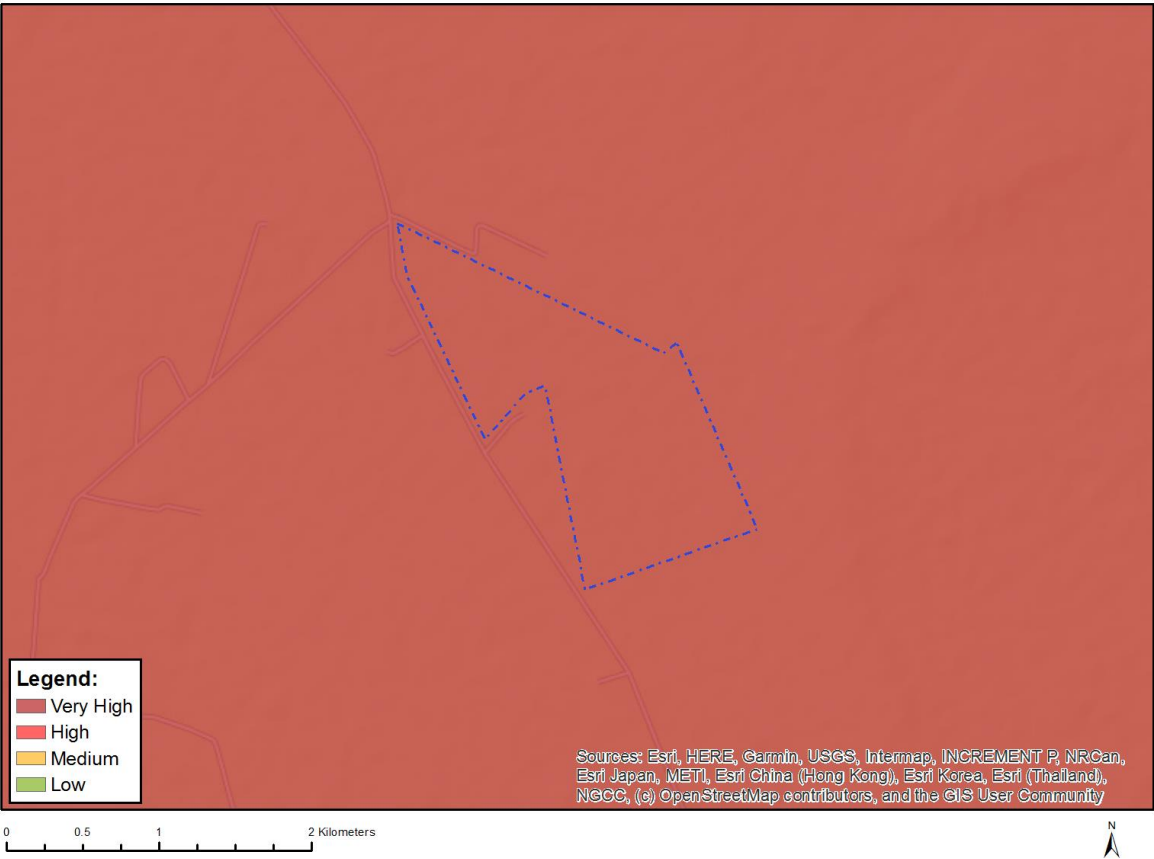 Legend:
Very High
High
Medium
Low
Sources: Esri, HERE, Garmin, USGS, Intermap, INCREMENT P, NRCan,
Esri Japan, METI, Esri China (Hong Kong), Esri Korea, Esri (Thailand),
NGCC, (c) OpenStreetMap contributors, and the GIS User Community
0 0.5 1 2 Kilometers
N